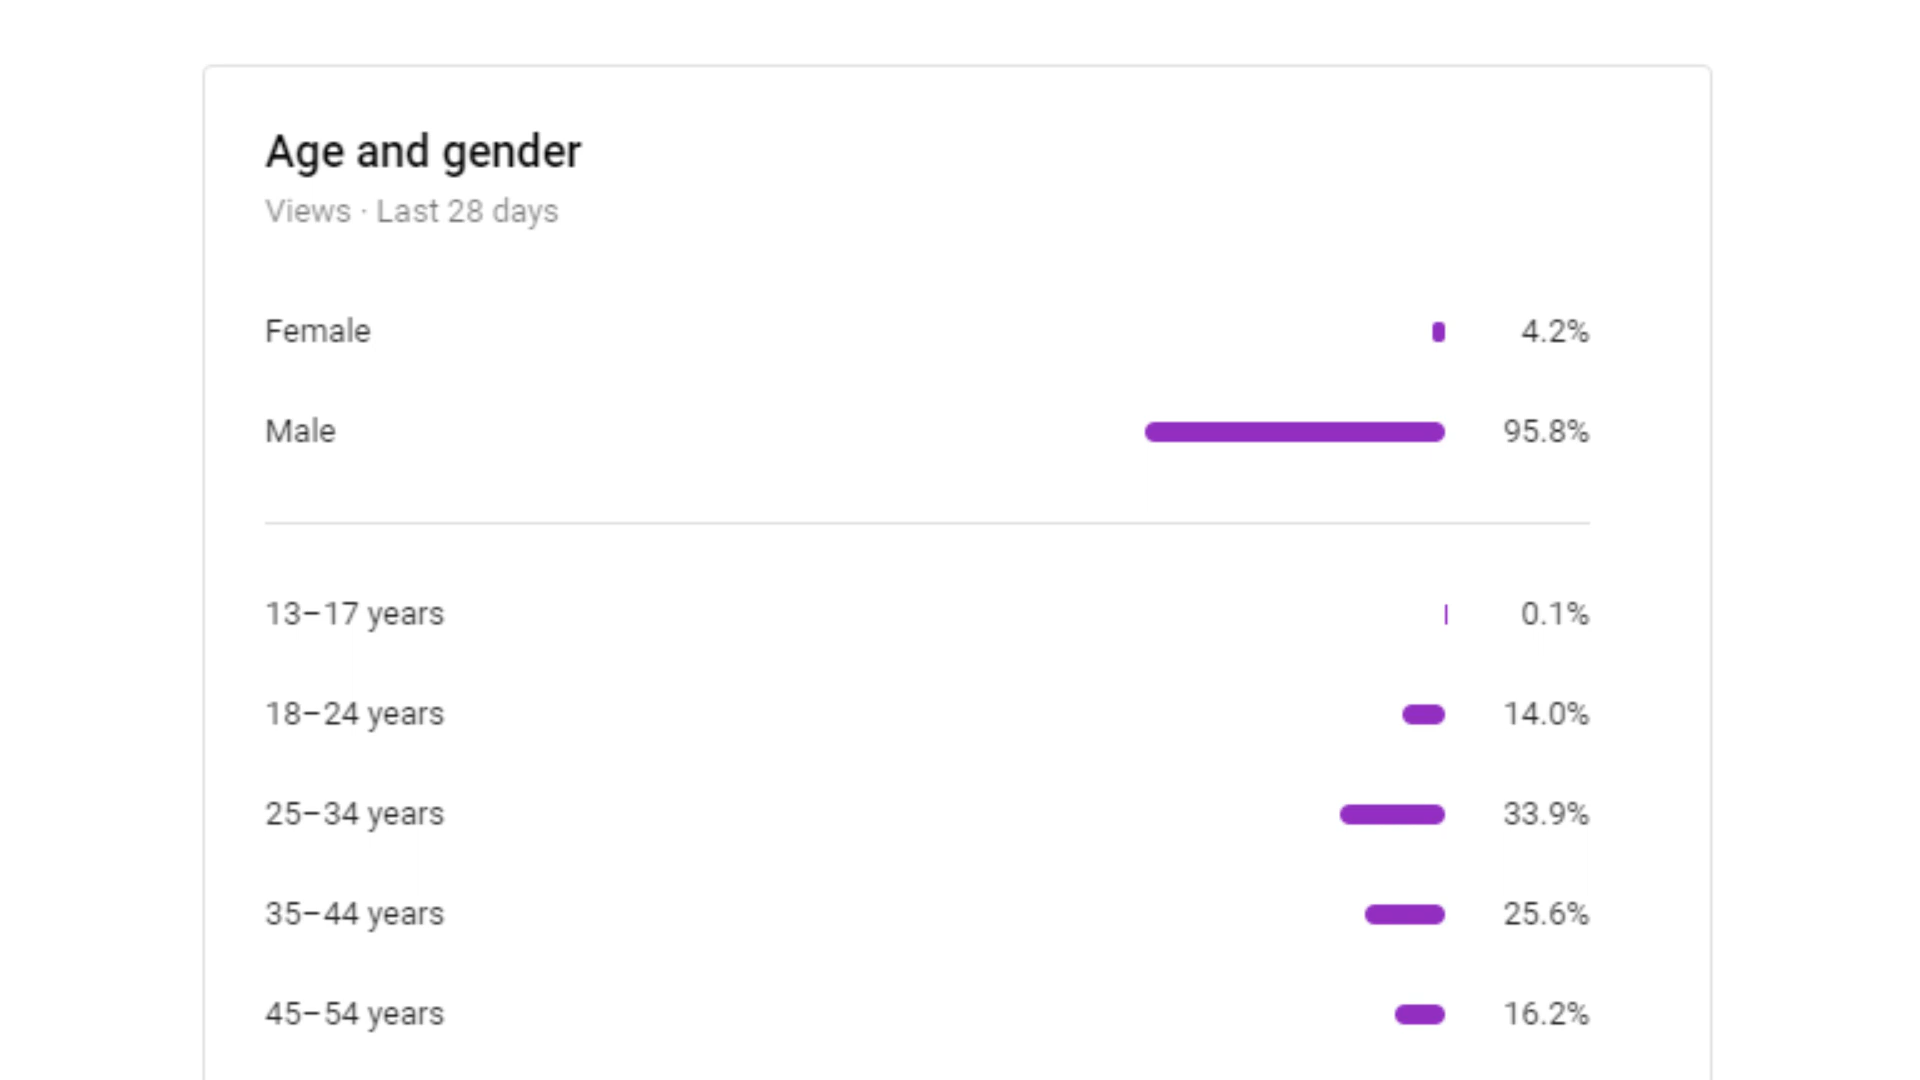 Age and gender
Views · Last 28 days
Female 4.2%
Male 95.8%
13–17 years 0.1%
18–24 years 14.0%
25–34 years 33.9%
35–44 years 25.6%
45–54 years 16.2%